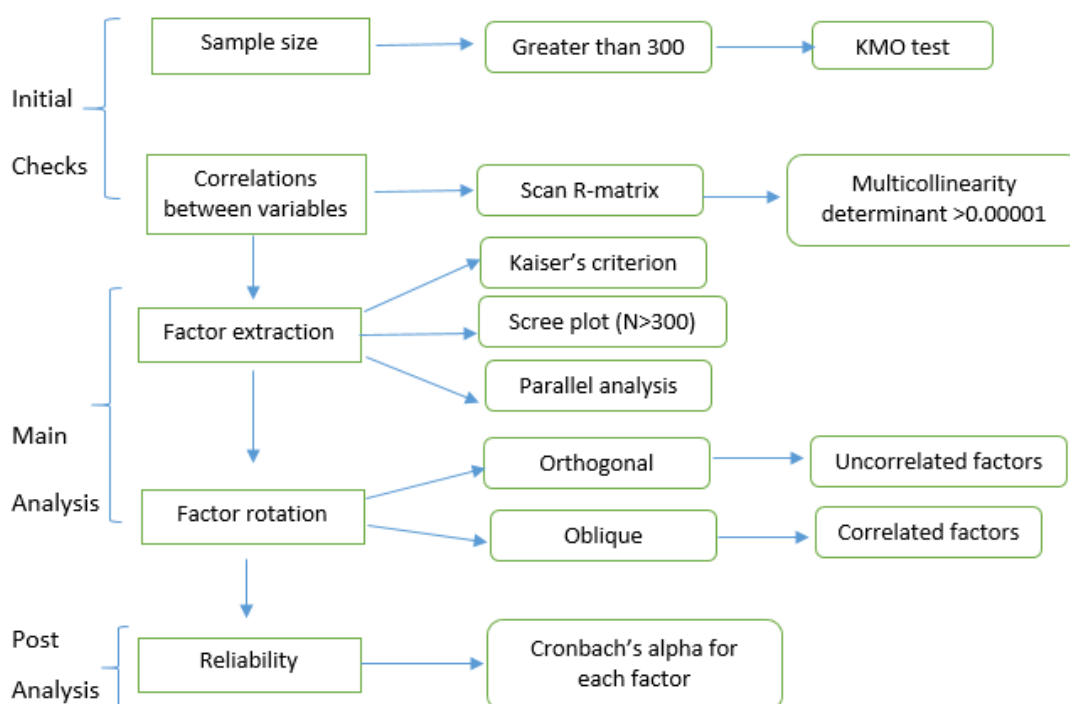 Sample size
Greater than 300
KMO test
Initial
Checks
Correlations
between variables
Scan R-matrix
Multicollinearity
determinant >0.00001
Kaiser's criterion
Factor extraction
Scree plot (N>300)
Parallel analysis
Main
Analysis
Orthogonal
Uncorrelated factors
Factor rotation
Oblique
Correlated factors
Post
Analysis
Reliability
Cronbach's alpha for
each factor